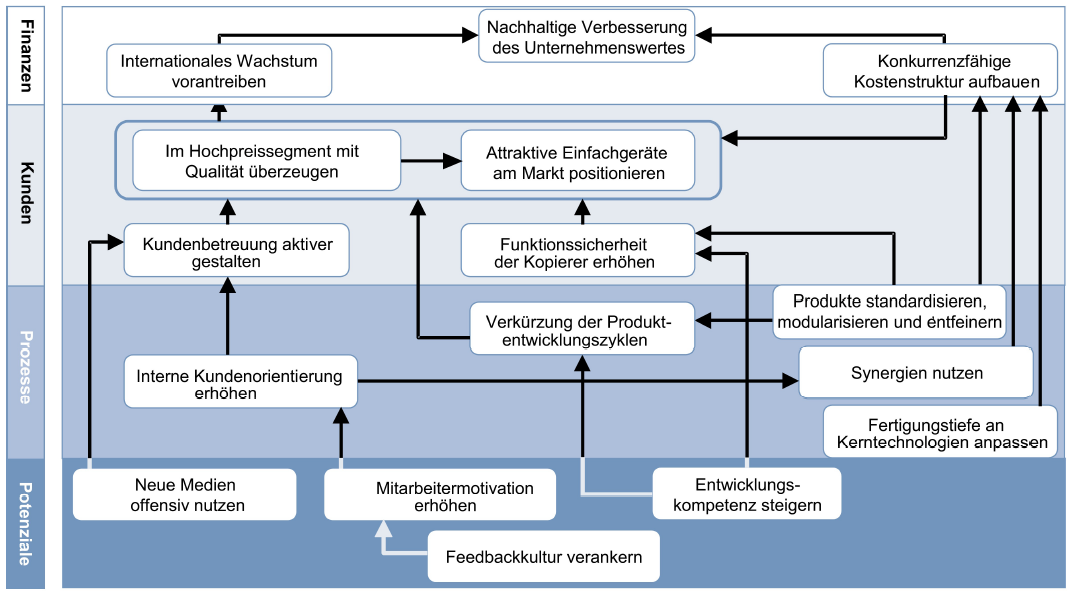 Finanzen
Nachhaltige Verbesserung
des Unternehmenswertes
Internationales Wachstum
vorantreiben
Konkurrenzfähige
Kostenstruktur aufbauen
Kunden
Im Hochpreissegment mit
Qualität überzeugen
Attraktive Einfachgeräte
am Markt positionieren
Kundenbetreuung aktiver
gestalten
Funktionssicherheit
der Kopierer erhöhen
Prozesse
Produkte standardisieren,
modularisieren und entfeinern
Verkürzung der Produkt-
entwicklungszyklen
Interne Kundenorientierung
erhöhen
Synergien nutzen
Fertigungstiefe an
Kerntechnologien anpassen
Potenziale
Neue Medien
offensiv nutzen
Mitarbeitermotivation
erhöhen
Entwicklungs-
kompetenz steigern
Feedbackkultur verankern